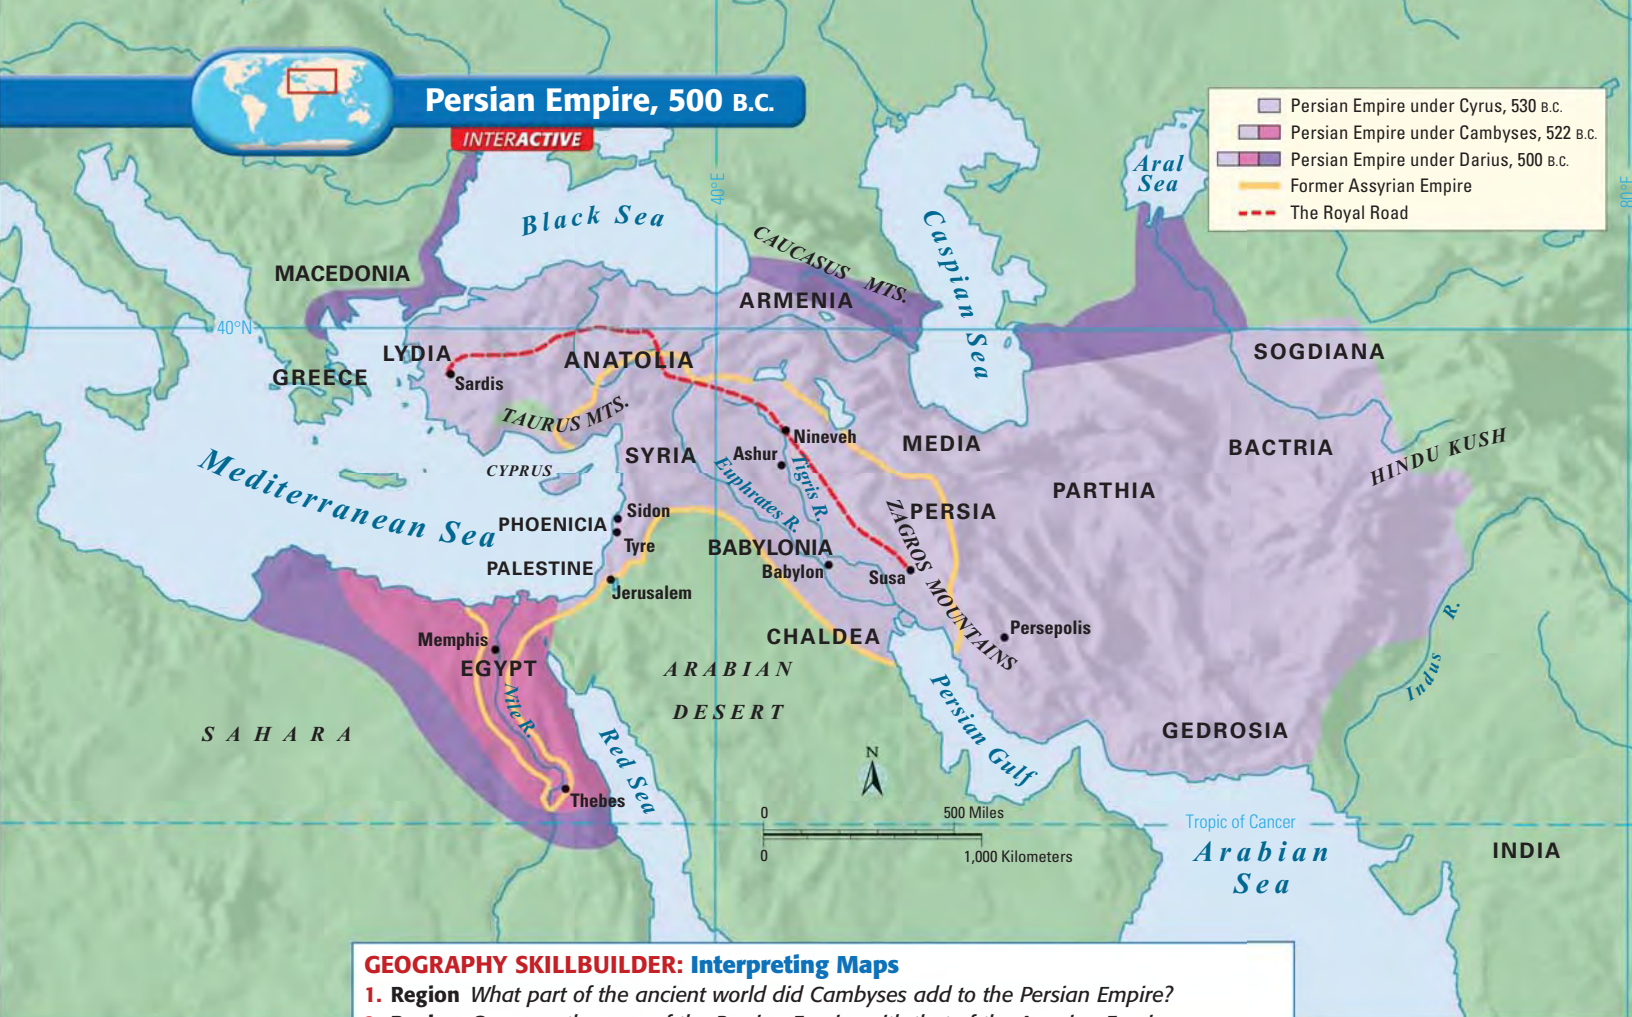 Persian Empire, 500 B.C.
INTERACTIVE
Persian Empire under Cyrus, 530 B.C.
Persian Empire under Cambyses, 522 B.C.
Persian Empire under Darius, 500 B.C.
Former Assyrian Empire
The Royal Road
40°E
80°E
Aral
Sea
Black Sea
CAUCASUS MTS.
Caspian Sea
MACEDONIA
ARMENIA
40°N
LYDIA
ANATOLIA
SOGDIANA
GREECE
Sardis
TAURUS MTS.
Nineveh
MEDIA
BACTRIA
HINDU KUSH
SYRIA
Ashur
CYPRUS
Mediterranean Sea
Euphrates R.
Tigris R.
PARTHIA
Sidon
PHOENICIA
Tyre
ZAGROS MOUNTAINS
PERSIA
BABYLONIA
Babylon
Susa
PALESTINE
Jerusalem
Memphis
EGYPT
CHALDEA
Persepolis
Indus R.
ARABIAN
DESERT
Nile R.
SAHARA
Red Sea
Persian Gulf
GEDROSIA
N
Thebes
0 500 Miles
0 1,000 Kilometers
Tropic of Cancer
Arabian
Sea
INDIA
GEOGRAPHY SKILLBUILDER: Interpreting Maps
1. Region What part of the ancient world did Cambyses add to the Persian Empire?